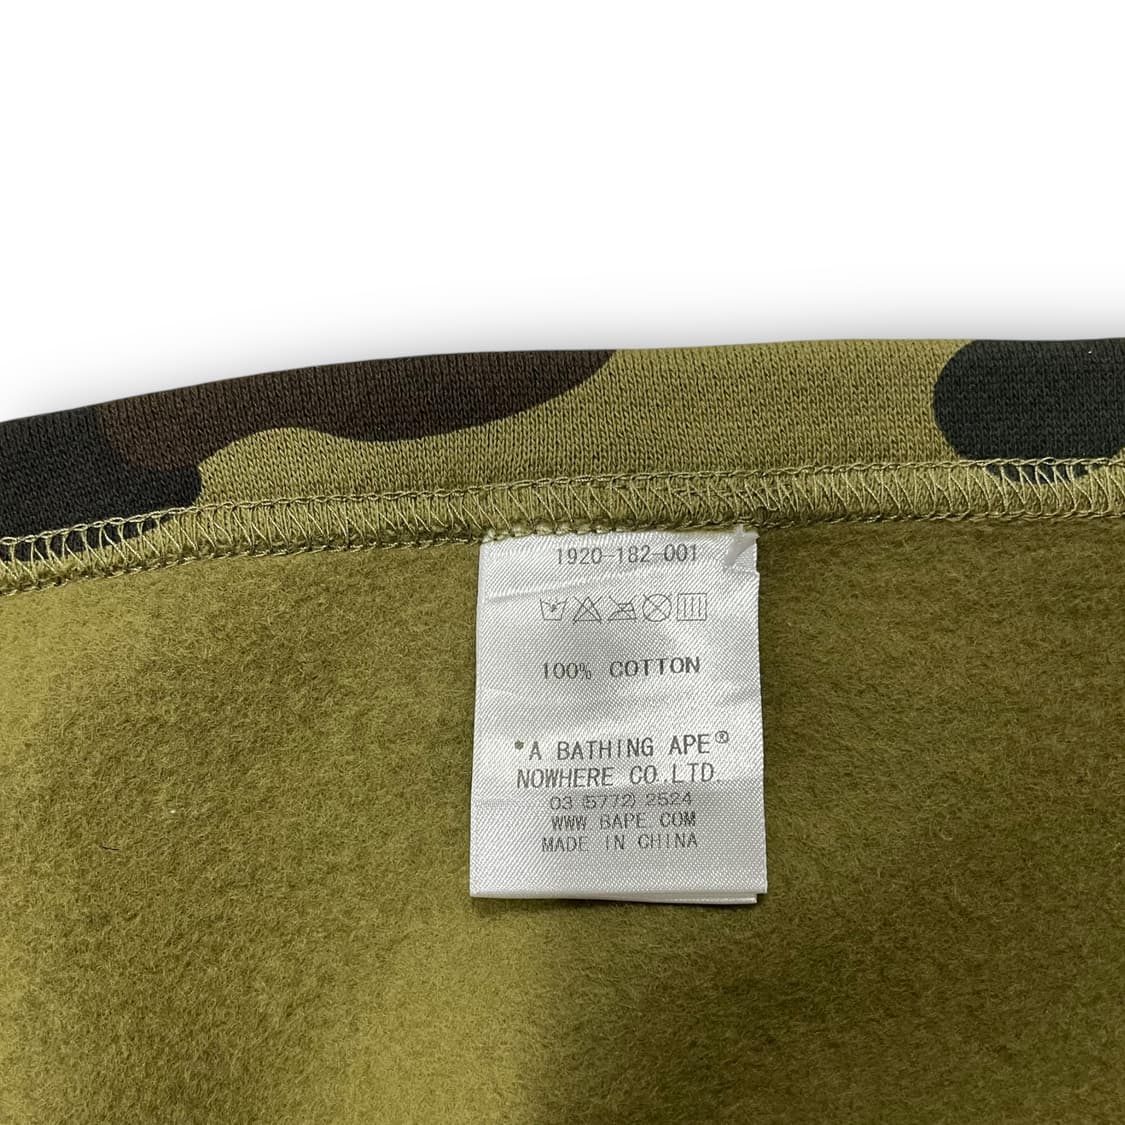 1920-182-001
100% COTTON
*A BATHING APE®
NOWHERE CO.,LTD.
03 (5772) 2524
WWW BAPE.COM
MADE IN CHINA